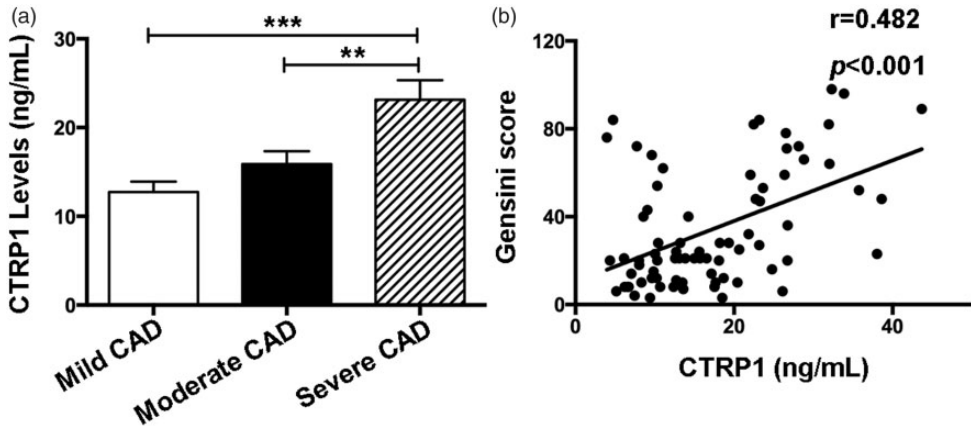 (a)
***
**
30
20
10
0
CTRP1 Levels (ng/mL)
Mild CAD
Moderate CAD
Severe CAD
(b)
r=0.482
p<0.001
120
80
40
0
Gensini score
0 20 40
CTRP1 (ng/mL)